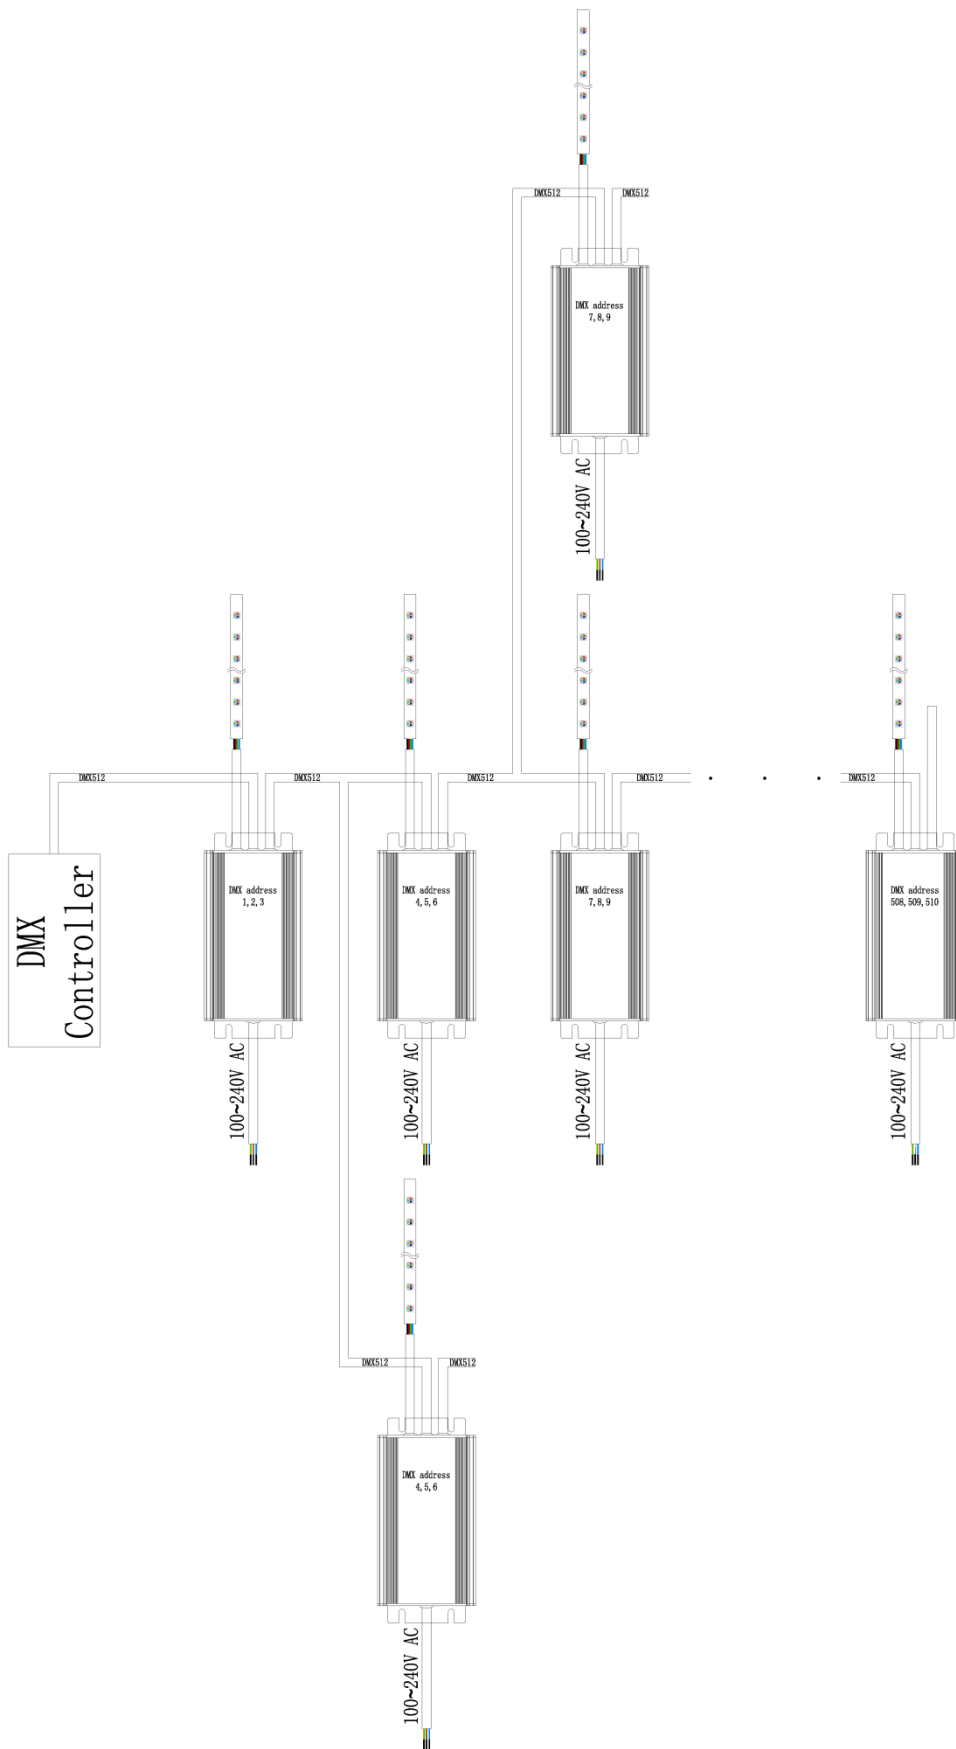 DMX512
DMX512
DMX address
7,8,9
100~240V AC
DMX512
DMX512
DMX512
DMX512
DMX512
DMX
Controller
DMX address
1,2,3
DMX address
4,5,6
DMX address
7,8,9
DMX address
508,509,510
100~240V AC
100~240V AC
100~240V AC
100~240V AC
DMX512
DMX512
DMX address
4,5,6
100~240V AC